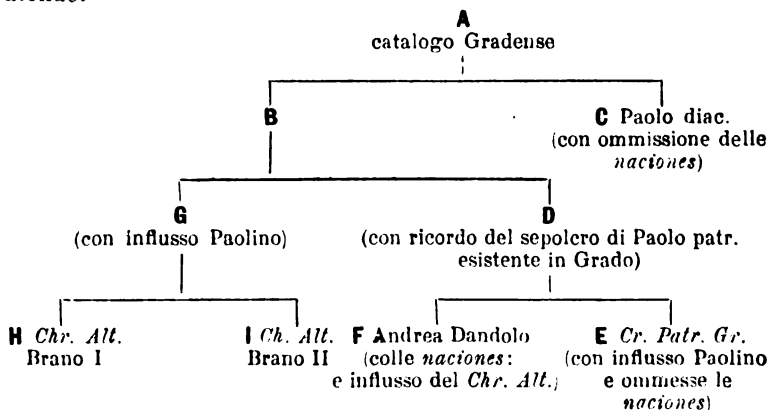 A
catalogo Gradense
B
C Paolo diac.
(con ommissione delle
naciones)
G
(con influsso Paolino)
D
(con ricordo del sepolcro di Paolo patr.
esistente in Grado)
H Chr. Alt.
Brano I
I Ch. Alt.
Brano II
F Andrea Dandolo
(colle naciones:
e influsso del Chr. Alt.)
E Cr. Patr. Gr.
(con influsso Paolino
e ommesse le
naciones)